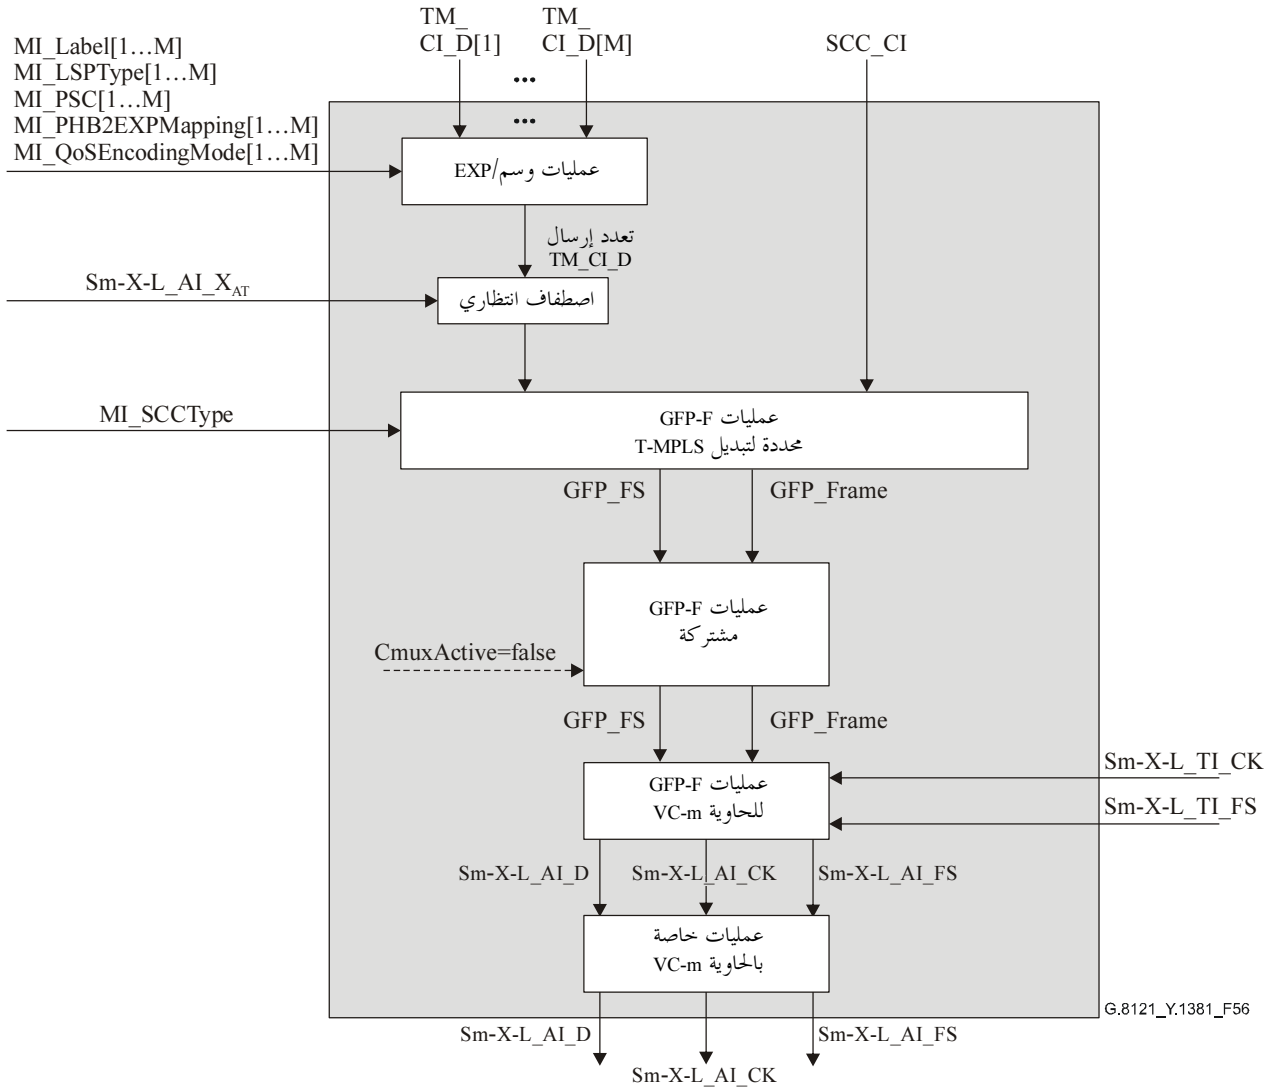 TM_
CI_D[1]
TM_
CI_D[M]
SCC_CI
MI_Label[1…M]
MI_LSPType[1…M]
MI_PSC[1…M]
MI_PHB2EXPMapping[1…M]
MI_QoSEncodingMode[1…M]
...
...
عمليات وسم/EXP
تعدد إرسال
TM_CI_D
Sm-X-L_AI_XAT
اصطفاف انتظاري
MI_SCCType
عمليات GFP-F
محددة لتبديل T-MPLS
GFP_FS
GFP_Frame
عمليات GFP-F
مشتركة
CmuxActive=false
GFP_FS
GFP_Frame
Sm-X-L_TI_CK
عمليات GFP-F
للحاوية VC-m
Sm-X-L_TI_FS
Sm-X-L_AI_D
Sm-X-L_AI_CK
Sm-X-L_AI_FS
عمليات خاصة
بالحاوية VC-m
G.8121_Y.1381_F56
Sm-X-L_AI_D
Sm-X-L_AI_FS
Sm-X-L_AI_CK